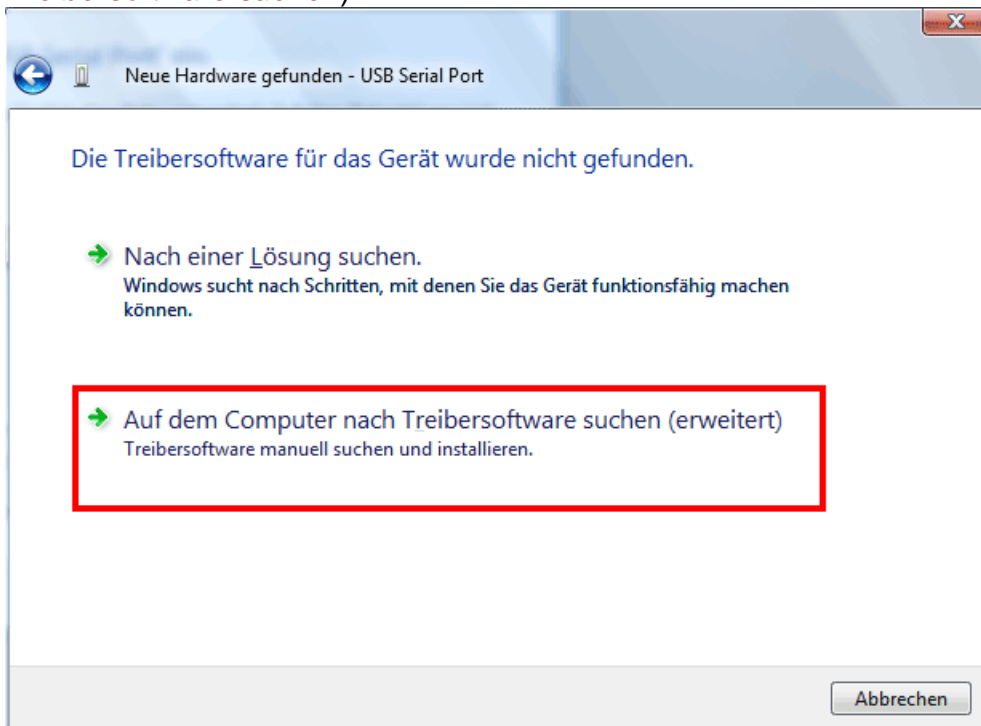 Neue Hardware gefunden - USB Serial Port
Die Treibersoftware für das Gerät wurde nicht gefunden.
Nach einer Lösung suchen.
Windows sucht nach Schritten, mit denen Sie das Gerät funktionsfähig machen
können.
Auf dem Computer nach Treibersoftware suchen (erweitert)
Treibersoftware manuell suchen und installieren.
Abbrechen